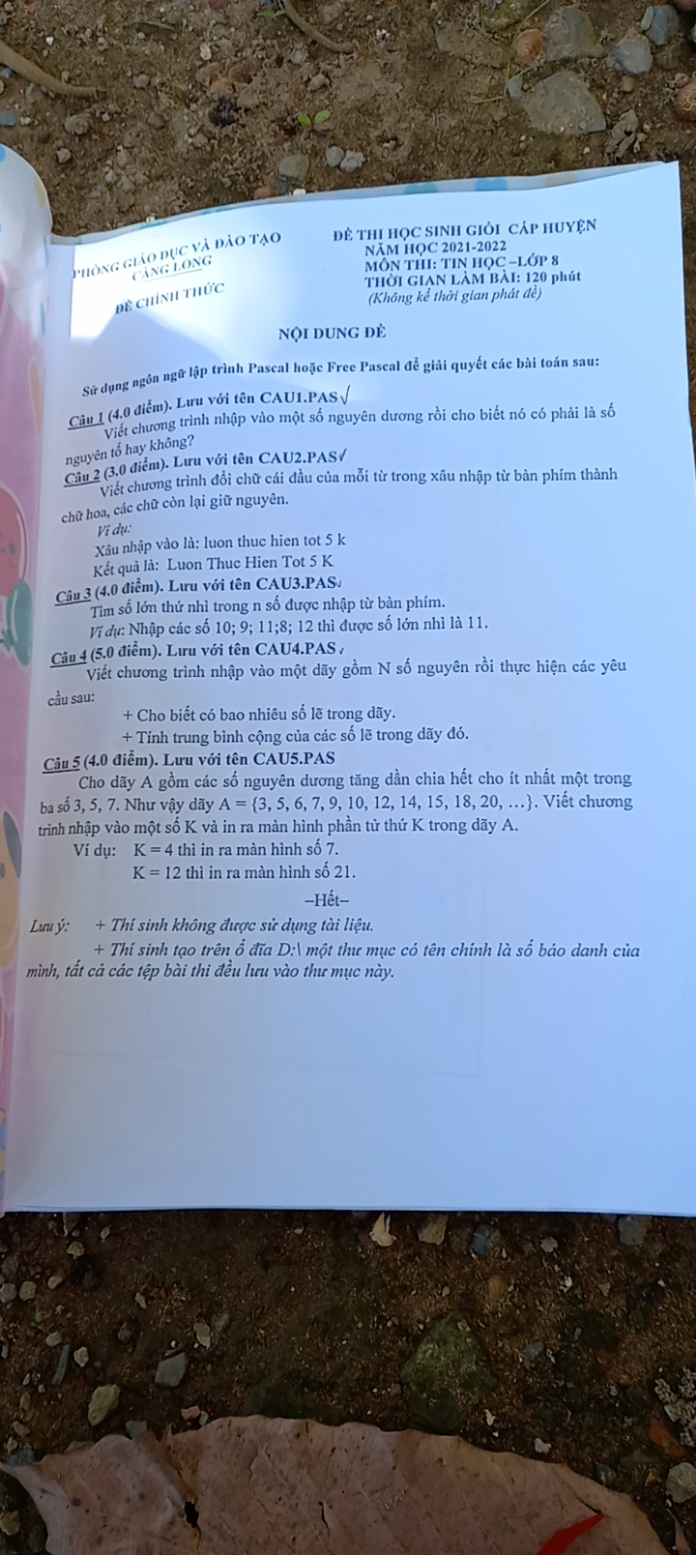 PHÒNG GIÁO DỤC VÀ ĐÀO TẠO
CÀNG LONG
ĐỀ CHÍNH THỨC
ĐỀ THI HỌC SINH GIỎI CẤP HUYỆN
NĂM HỌC 2021-2022
MÔN THI: TIN HỌC –LỚP 8
THỜI GIAN LÀM BÀI: 120 phút
(Không kể thời gian phát đề)
NỘI DUNG ĐỀ
Sử dụng ngôn ngữ lập trình Pascal hoặc Free Pascal để giải quyết các bài toán sau:
Câu 1 (4.0 điểm). Lưu với tên CAU1.PAS √
Viết chương trình nhập vào một số nguyên dương rồi cho biết nó có phải là số
nguyên tố hay không?
Câu 2 (3.0 điểm). Lưu với tên CAU2.PAS √
Viết chương trình đổi chữ cái đầu của mỗi từ trong xâu nhập từ bàn phím thành
chữ hoa, các chữ còn lại giữ nguyên.
Ví dụ:
Xâu nhập vào là: luon thuc hien tot 5 k
Kết quả là: Luon Thuc Hien Tot 5 K
Câu 3 (4.0 điểm). Lưu với tên CAU3.PAS
Tìm số lớn thứ nhì trong n số được nhập từ bàn phím.
Ví dụ: Nhập các số 10; 9; 11;8; 12 thì được số lớn nhì là 11.
Câu 4 (5.0 điểm). Lưu với tên CAU4.PAS
Viết chương trình nhập vào một dãy gồm N số nguyên rồi thực hiện các yêu
cầu sau:
+ Cho biết có bao nhiêu số lẽ trong dãy.
+ Tính trung bình cộng của các số lẽ trong dãy đó.
Câu 5 (4.0 điểm). Lưu với tên CAU5.PAS
Cho dãy A gồm các số nguyên dương tăng dần chia hết cho ít nhất một trong
ba số 3, 5, 7. Như vậy dãy A = {3, 5, 6, 7, 9, 10, 12, 14, 15, 18, 20, …}. Viết chương
trình nhập vào một số K và in ra màn hình phần tử thứ K trong dãy A.
Ví dụ: K = 4 thì in ra màn hình số 7.
K = 12 thì in ra màn hình số 21.
–Hết–
Lưu ý: + Thí sinh không được sử dụng tài liệu.
+ Thí sinh tạo trên ổ đĩa D:\ một thư mục có tên chính là số báo danh của
mình, tất cả các tệp bài thi đều lưu vào thư mục này.